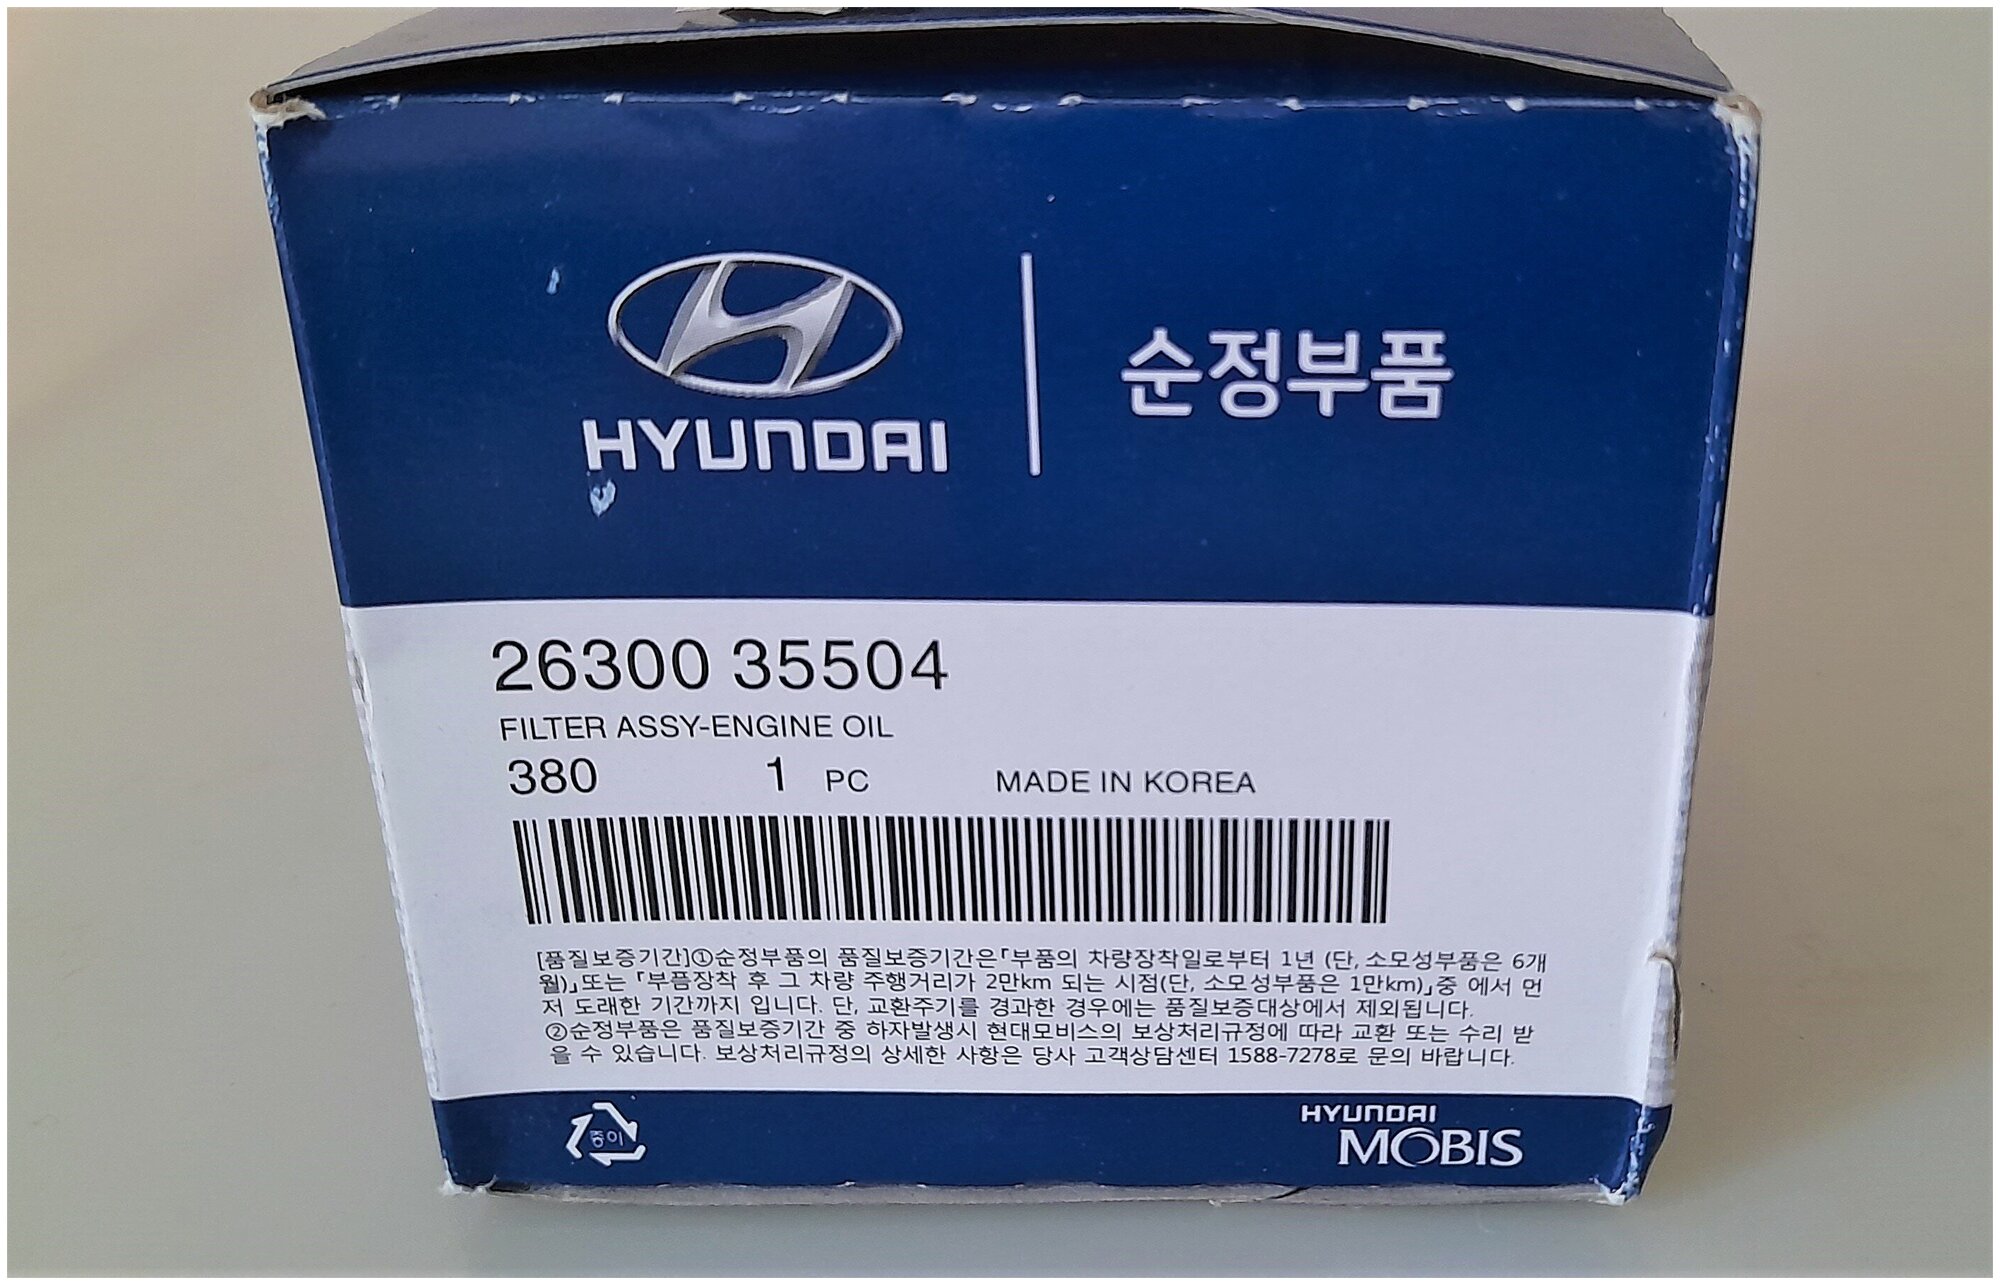 HYUNDAI
순정부품
26300 35504
FILTER ASSY-ENGINE OIL
380 1 PC MADE IN KOREA
[품질보증기간]①순정부품의 품질보증기간은「부품의 차량장착일로부터 1년 (단, 소모성부품은 6개
월)」또는 「부품장착 후 그 차량 주행거리가 2만km 되는 시점(단, 소모성부품은 1만km)」중 에서 먼
저 도래한 기간까지 입니다. 단, 교환주기를 경과한 경우에는 품질보증대상에서 제외됩니다.
②순정부품은 품질보증기간 중 하자발생시 현대모비스의 보상처리규정에 따라 교환 또는 수리 받
을 수 있습니다. 보상처리규정의 상세한 사항은 당사 고객상담센터 1588-7278로 문의 바랍니다.
종이
HYUNDAI
MOBIS